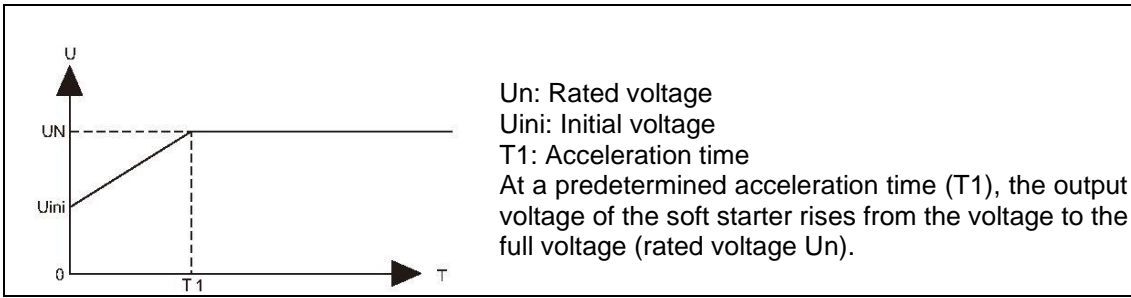 U
UN
Uini
0
T1
T
Un: Rated voltage
Uini: Initial voltage
T1: Acceleration time
At a predetermined acceleration time (T1), the output
voltage of the soft starter rises from the voltage to the
full voltage (rated voltage Un).